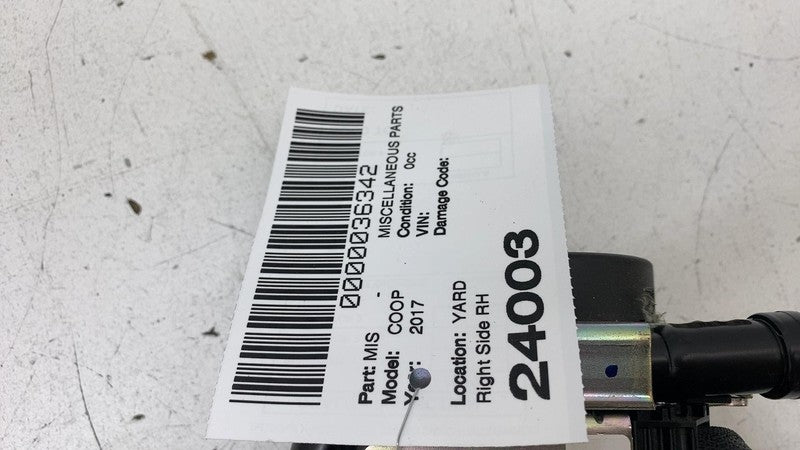 0000036342
Part: MIS - MISCELLANEOUS PARTS
Model: COOP Condition: 0cc
Year: 2017 VIN:
Damage Code:
Location: YARD
Right Side RH
24003